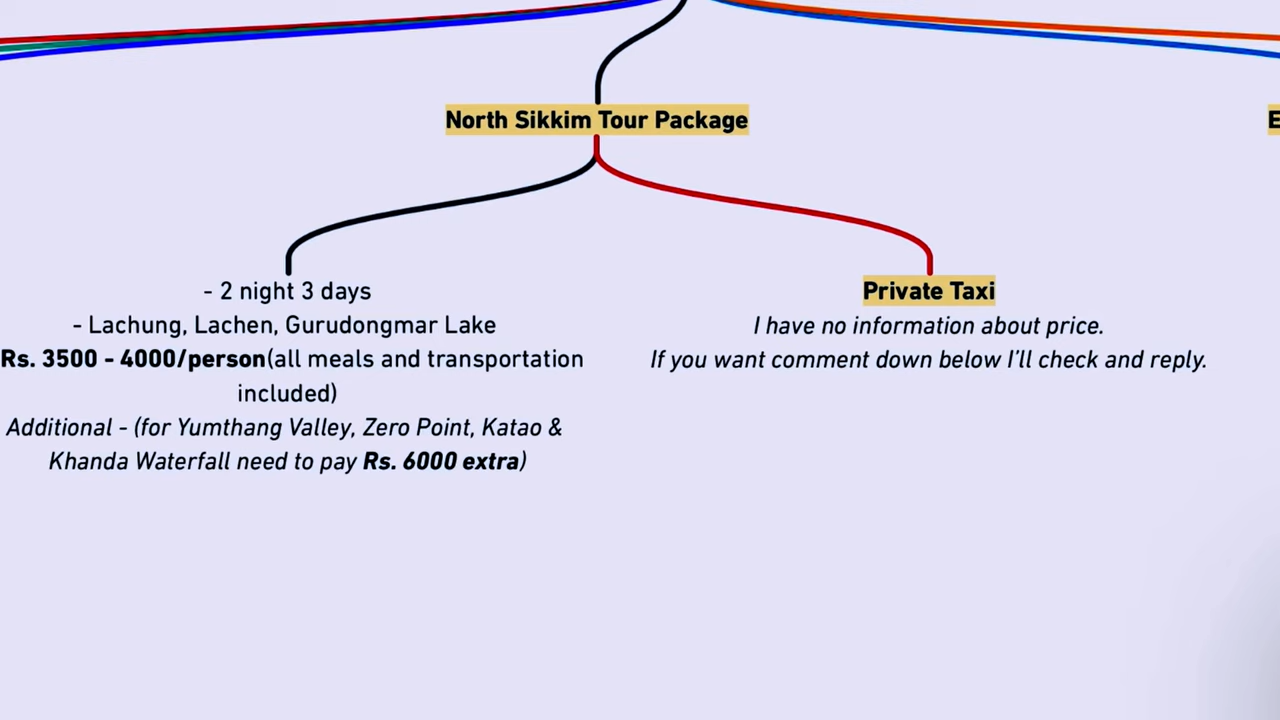 North Sikkim Tour Package
E
- 2 night 3 days
- Lachung, Lachen, Gurudongmar Lake
Rs. 3500 - 4000/person(all meals and transportation
included)
Additional - (for Yumthang Valley, Zero Point, Katao &
Khanda Waterfall need to pay Rs. 6000 extra)
Private Taxi
I have no information about price.
If you want comment down below I'll check and reply.